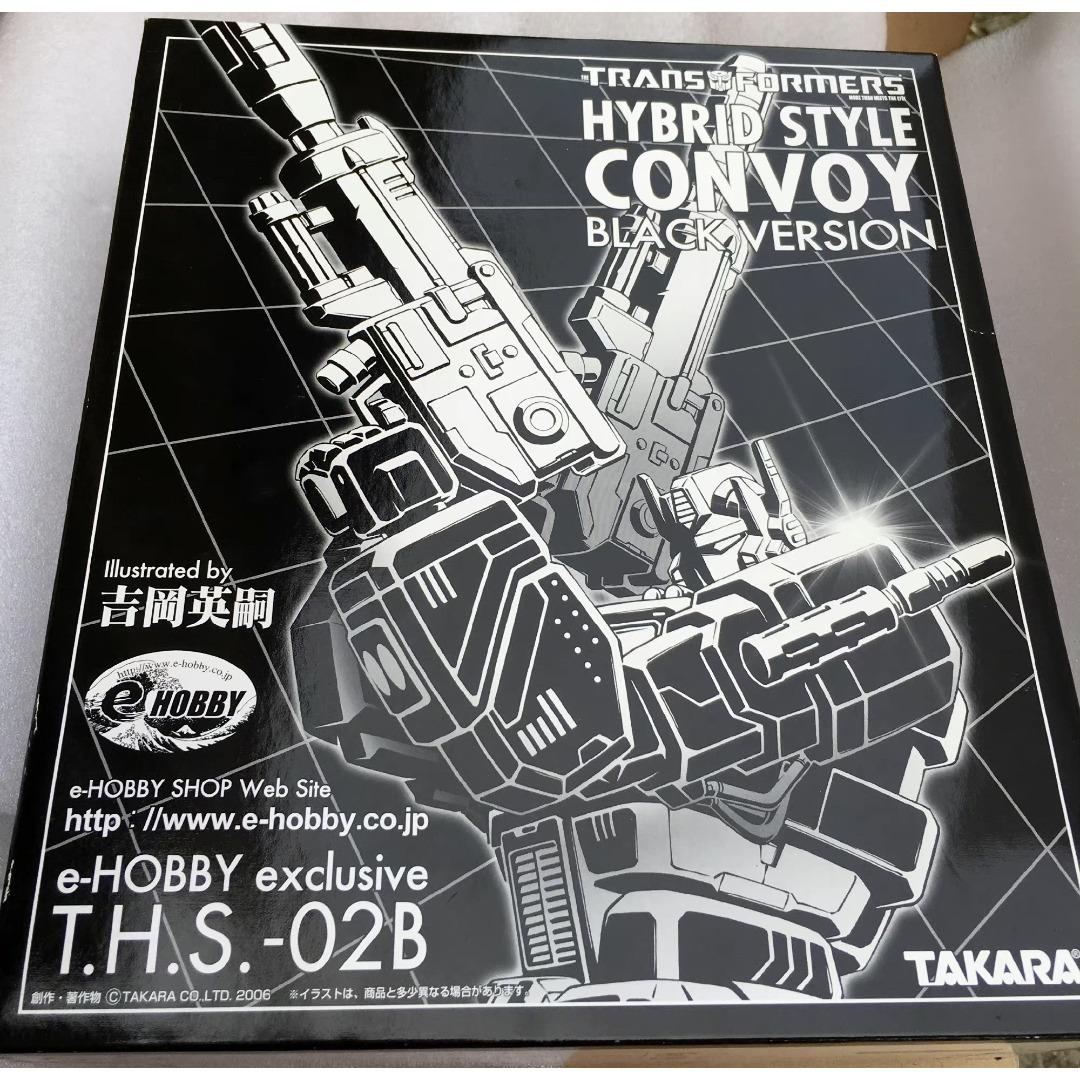 THE TRANSFORMERS
MORE THAN MEETS THE EYE
HYBRID STYLE
CONVOY
BLACK VERSION
Illustrated by
吉岡英嗣
http://www.e-hobby.co.jp
e HOBBY
e-HOBBY SHOP Web Site
http://www.e-hobby.co.jp
e-HOBBY exclusive
T.H.S. -02B
TAKARA®
創作・著作物 ©TAKARA CO.,LTD. 2006 ※イラストは、商品と多少異なる場合があります。